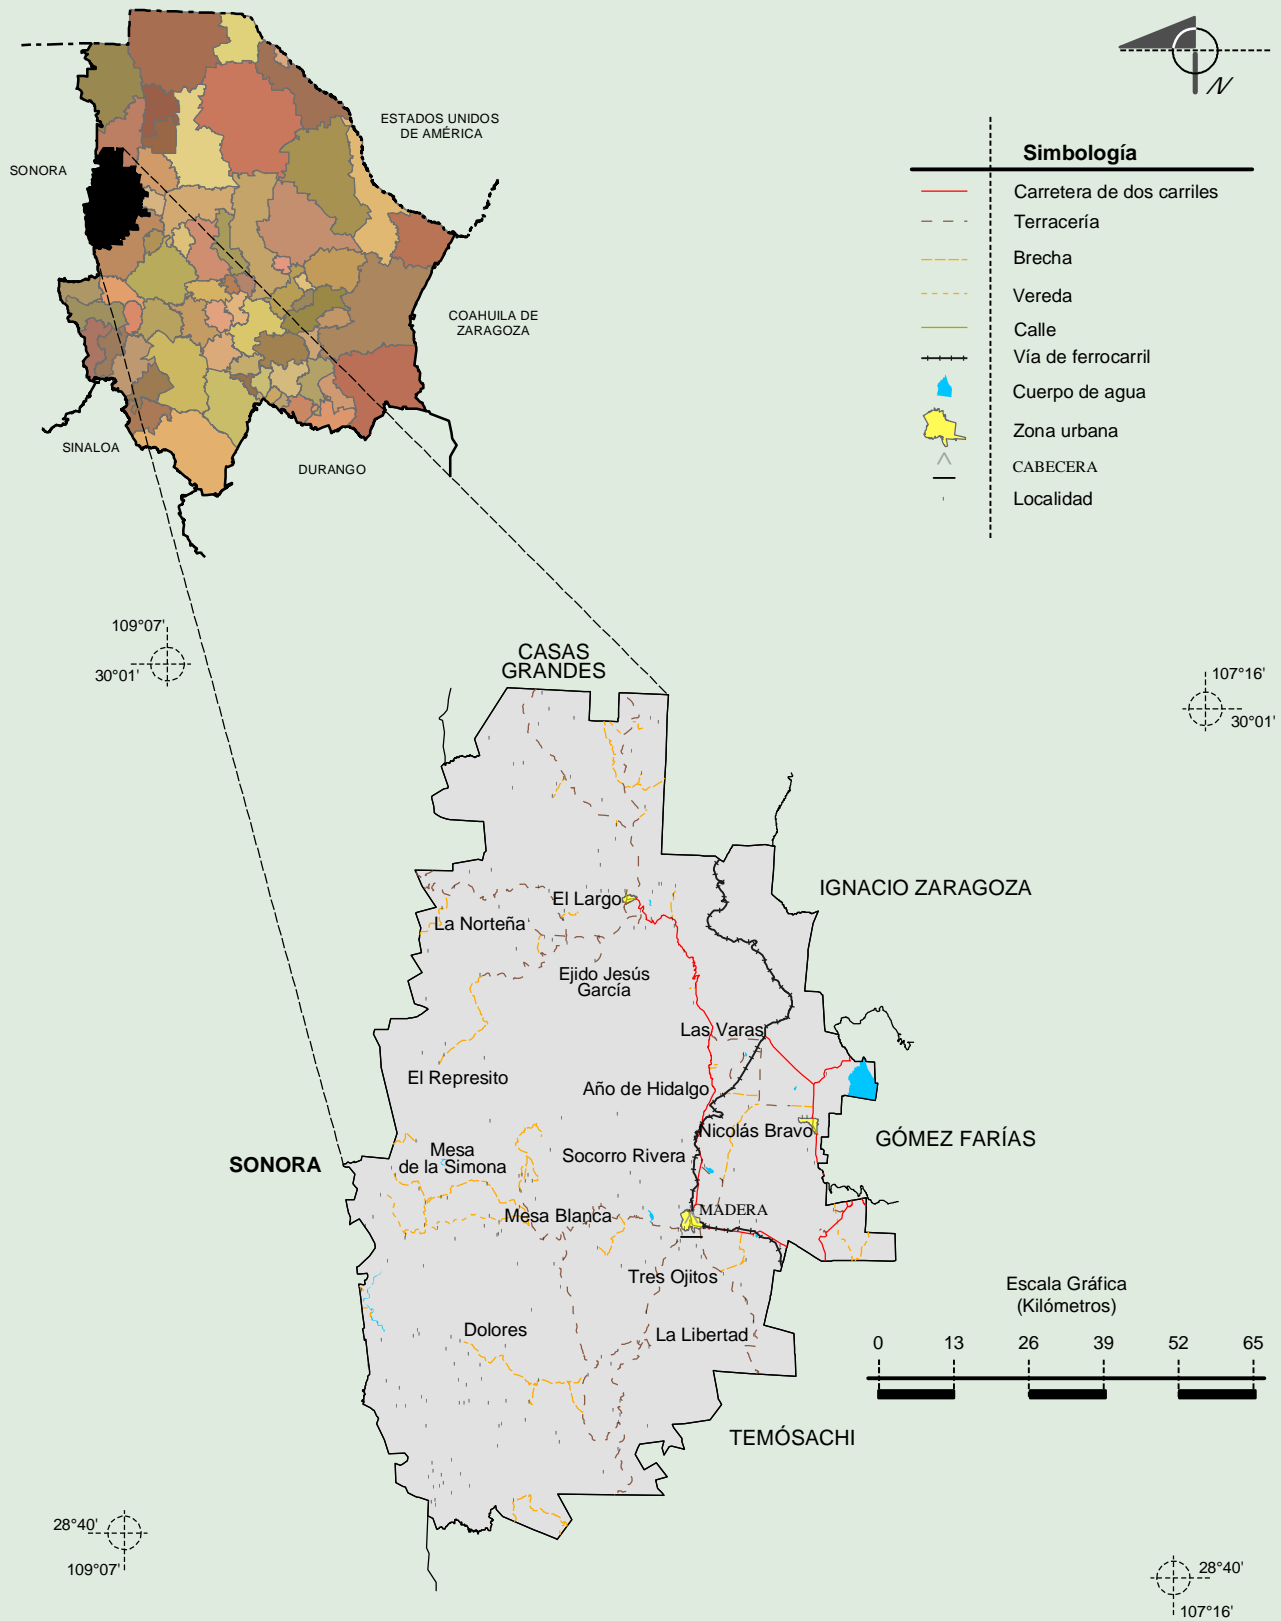 ESTADOS UNIDOS
DE AMÉRICA
SONORA
COAHUILA DE
ZARAGOZA
SINALOA
DURANGO
N
Simbología
Carretera de dos carriles
Terracería
Brecha
Vereda
Calle
Vía de ferrocarril
Cuerpo de agua
Zona urbana
CABECERA
Localidad
109°07'
30°01'
107°16'
30°01'
CASAS
GRANDES
IGNACIO ZARAGOZA
El Largo
La Norteña
Ejido Jesús
García
Las Varas
El Represito
Año de Hidalgo
Nicolás Bravo
GÓMEZ FARÍAS
Mesa
de la Simona
SONORA
Socorro Rivera
Mesa Blanca
MADERA
Tres Ojitos
Dolores
La Libertad
TEMÓSACHI
Escala Gráfica
(Kilómetros)
0 13 26 39 52 65
28°40'
109°07'
28°40'
107°16'